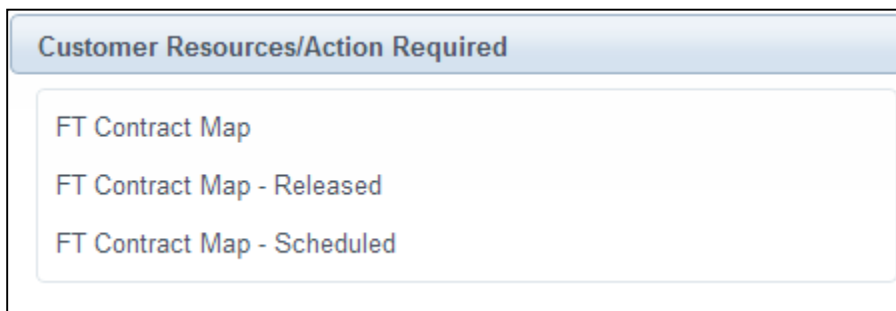 Customer Resources/Action Required
FT Contract Map
FT Contract Map - Released
FT Contract Map - Scheduled